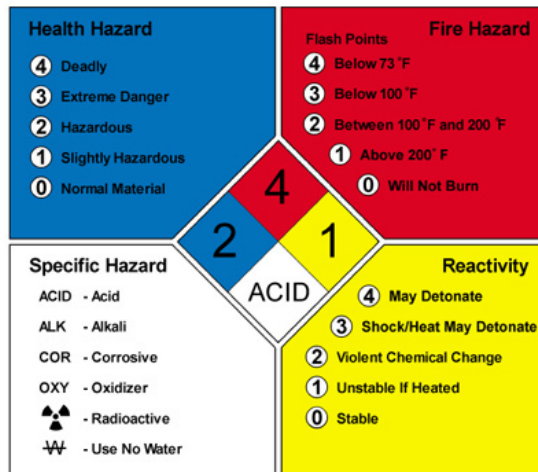 Health Hazard
4 Deadly
3 Extreme Danger
2 Hazardous
1 Slightly Hazardous
0 Normal Material
Fire Hazard
Flash Points
4 Below 73°F
3 Below 100°F
2 Between 100°F and 200°F
1 Above 200°F
0 Will Not Burn
4
2
1
ACID
Specific Hazard
ACID - Acid
ALK - Alkali
COR - Corrosive
OXY - Oxidizer
- Radioactive
W - Use No Water
Reactivity
4 May Detonate
3 Shock/Heat May Detonate
2 Violent Chemical Change
1 Unstable If Heated
0 Stable